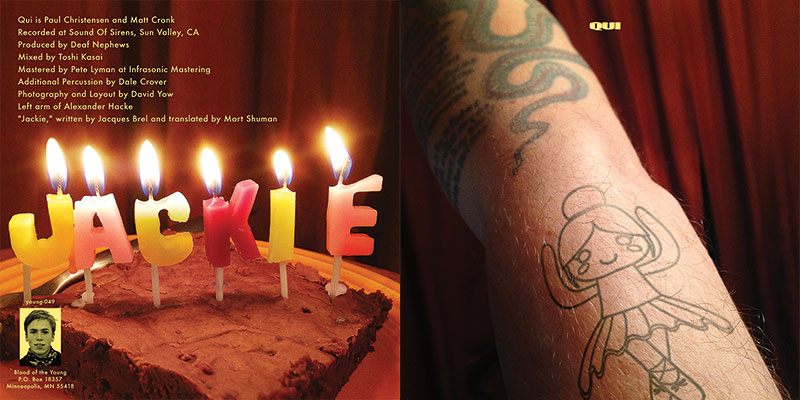 Qui is Paul Christensen and Matt Cronk
Recorded at Sound Of Sirens, Sun Valley, CA
Produced by Deaf Nephews
Mixed by Toshi Kasai
Mastered by Pete Lyman at Infrasonic Mastering
Additional Percussion by Dale Crover
Photography and Layout by David Yow
Left arm of Alexander Hacke
"Jackie," written by Jacques Brel and translated by Mort Shuman
JACKIE
young-049
Blood of the Young
P.O. Box 18357
Minneapolis, MN 55418
QUI